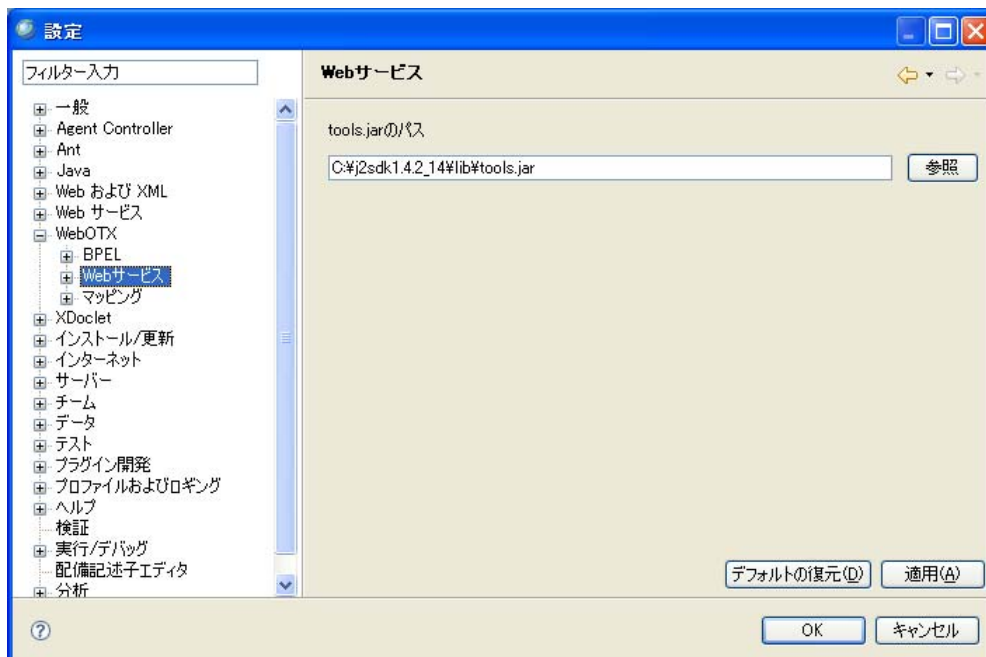 設定
フィルター入力
一般
Agent Controller
Ant
Java
Web および XML
Web サービス
WebOTX
BPEL
Webサービス
マッピング
XDoclet
インストール/更新
インターネット
サーバー
チーム
データ
テスト
プラグイン開発
プロファイルおよびロギング
ヘルプ
検証
実行/デバッグ
配備記述子エディタ
分析
Webサービス
tools.jarのパス
C:¥j2sdk1.4.2_14¥lib¥tools.jar
参照
デフォルトの復元(D)
適用(A)
OK
キャンセル